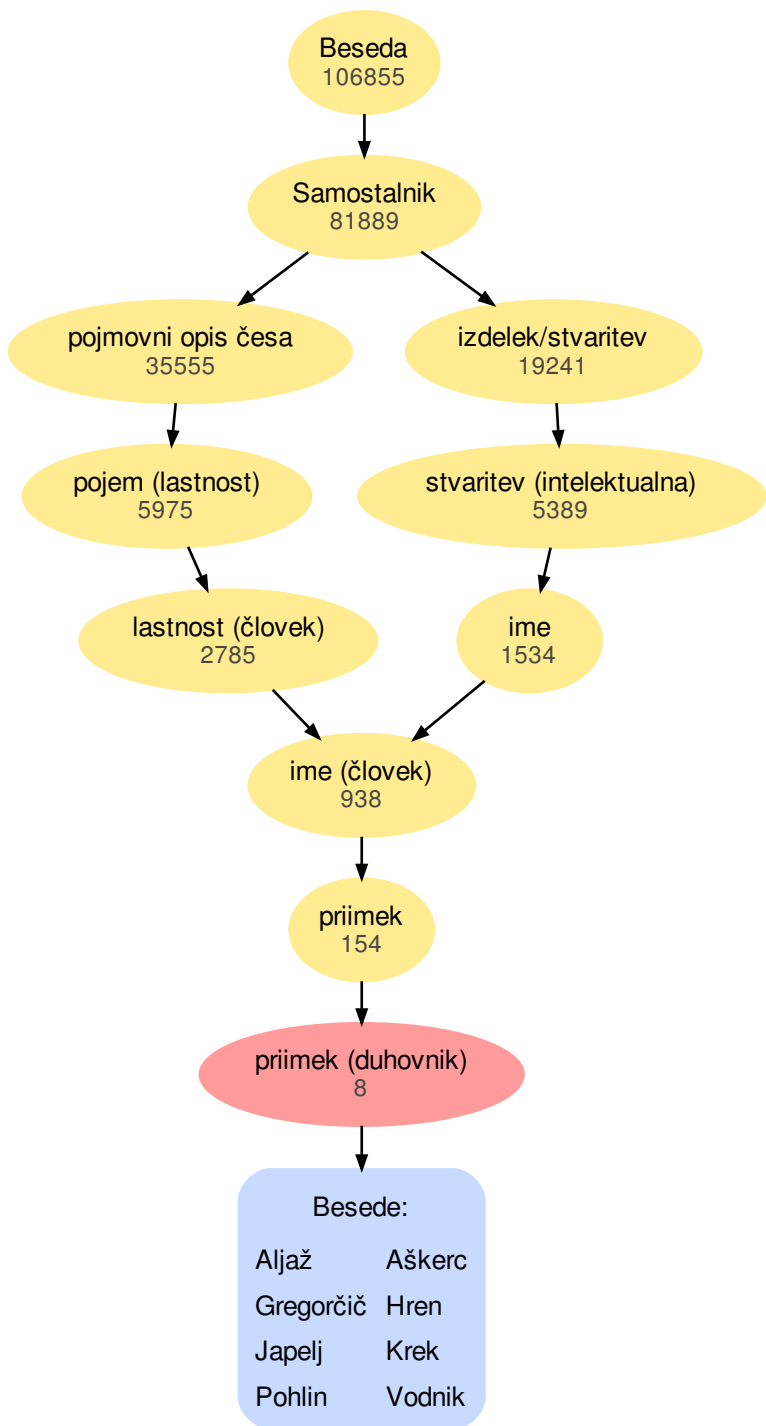 Beseda
106855
Samostalnik
81889
pojmovni opis česa
35555
izdelek/stvaritev
19241
pojem (lastnost)
5975
stvaritev (intelektualna)
5389
lastnost (človek)
2785
ime
1534
ime (človek)
938
priimek
154
priimek (duhovnik)
8
Besede:
Aljaž Aškerc
Gregorčič Hren
Japelj Krek
Pohlin Vodnik